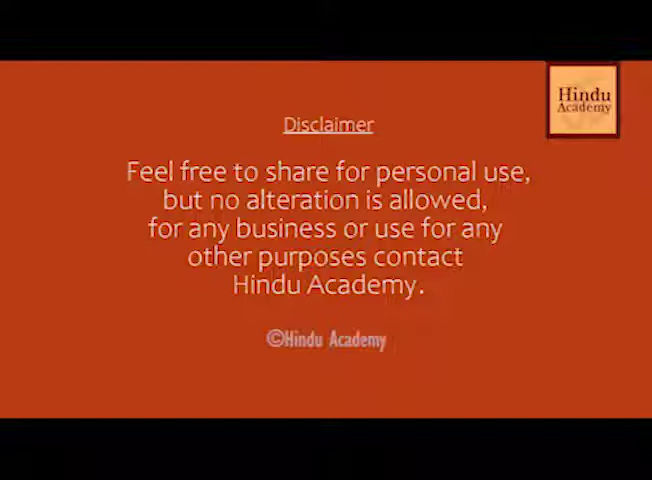 Hindu
Academy
Disclaimer
Feel free to share for personal use,
but no alteration is allowed,
for any business or use for any
other purposes contact
Hindu Academy.
©Hindu Academy